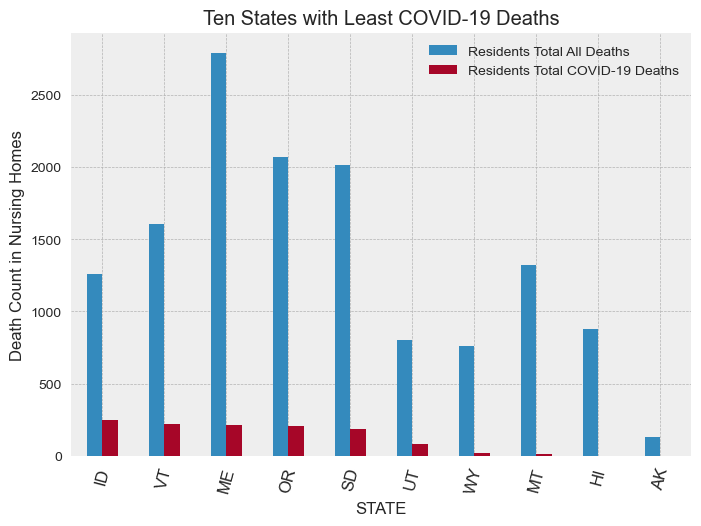 Ten States with Least COVID-19 Deaths
Residents Total All Deaths
Residents Total COVID-19 Deaths
Death Count in Nursing Homes
2500
2000
1500
1000
500
0
ID VT ME OR SD UT WY MT HI AK
STATE